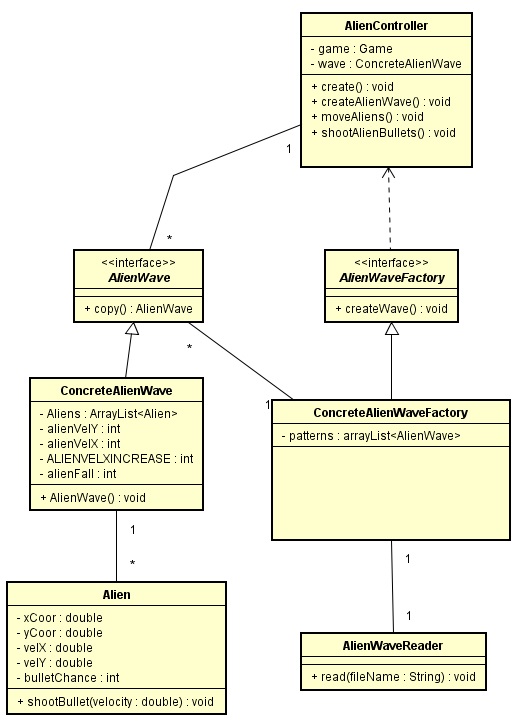 AlienController
- game : Game
- wave : ConcreteAlienWave
+ create() : void
+ createAlienWave() : void
+ moveAliens() : void
+ shootAlienBullets() : void
1
*
<<interface>>
AlienWave
+ copy() : AlienWave
<<interface>>
AlienWaveFactory
+ createWave() : void
*
1
ConcreteAlienWave
- Aliens : ArrayList<Alien>
- alienVelY : int
- alienVelX : int
- ALIENVELXINCREASE : int
- alienFall : int
+ AlienWave() : void
ConcreteAlienWaveFactory
- patterns : arrayList<AlienWave>
1
*
1
1
Alien
- xCoor : double
- yCoor : double
- velX : double
- velY : double
- bulletChance : int
+ shootBullet(velocity : double) : void
AlienWaveReader
+ read(fileName : String) : void